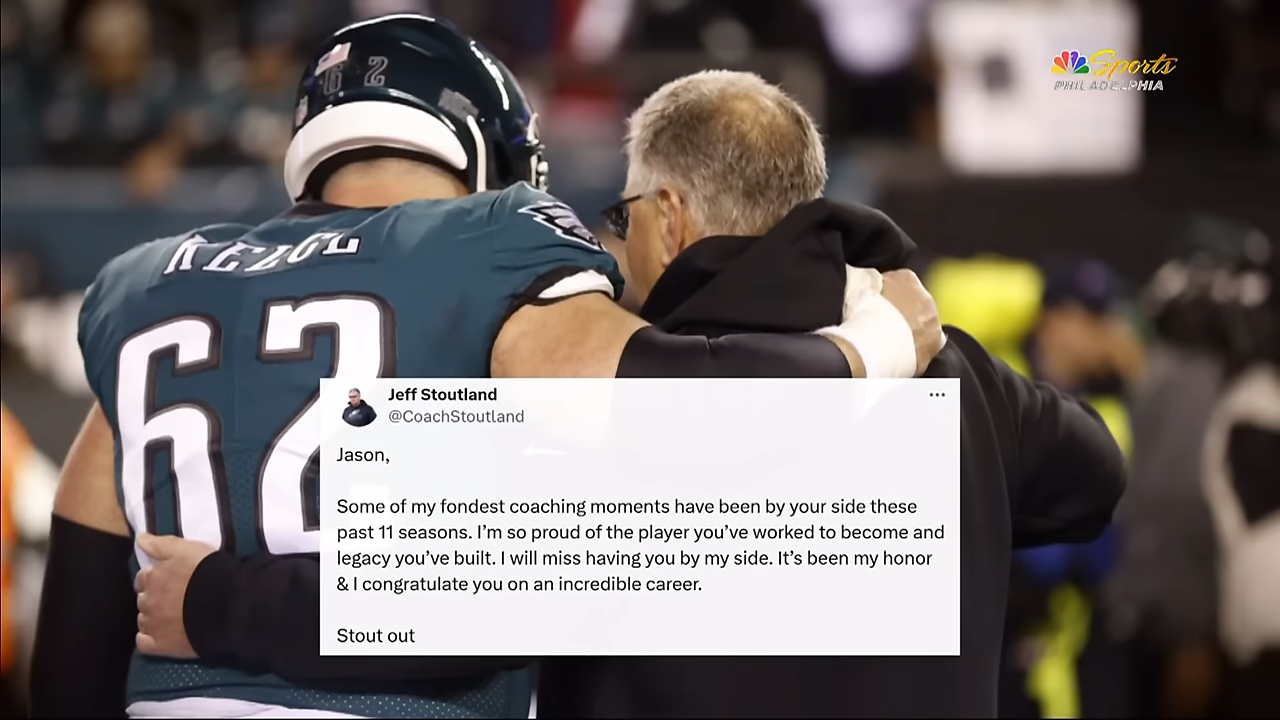 62
Sports
PHILADELPHIA
KELCE
62
Jeff Stoutland
@CoachStoutland
Jason,
Some of my fondest coaching moments have been by your side these
past 11 seasons. I’m so proud of the player you’ve worked to become and
legacy you’ve built. I will miss having you by my side. It’s been my honor
& I congratulate you on an incredible career.
Stout out